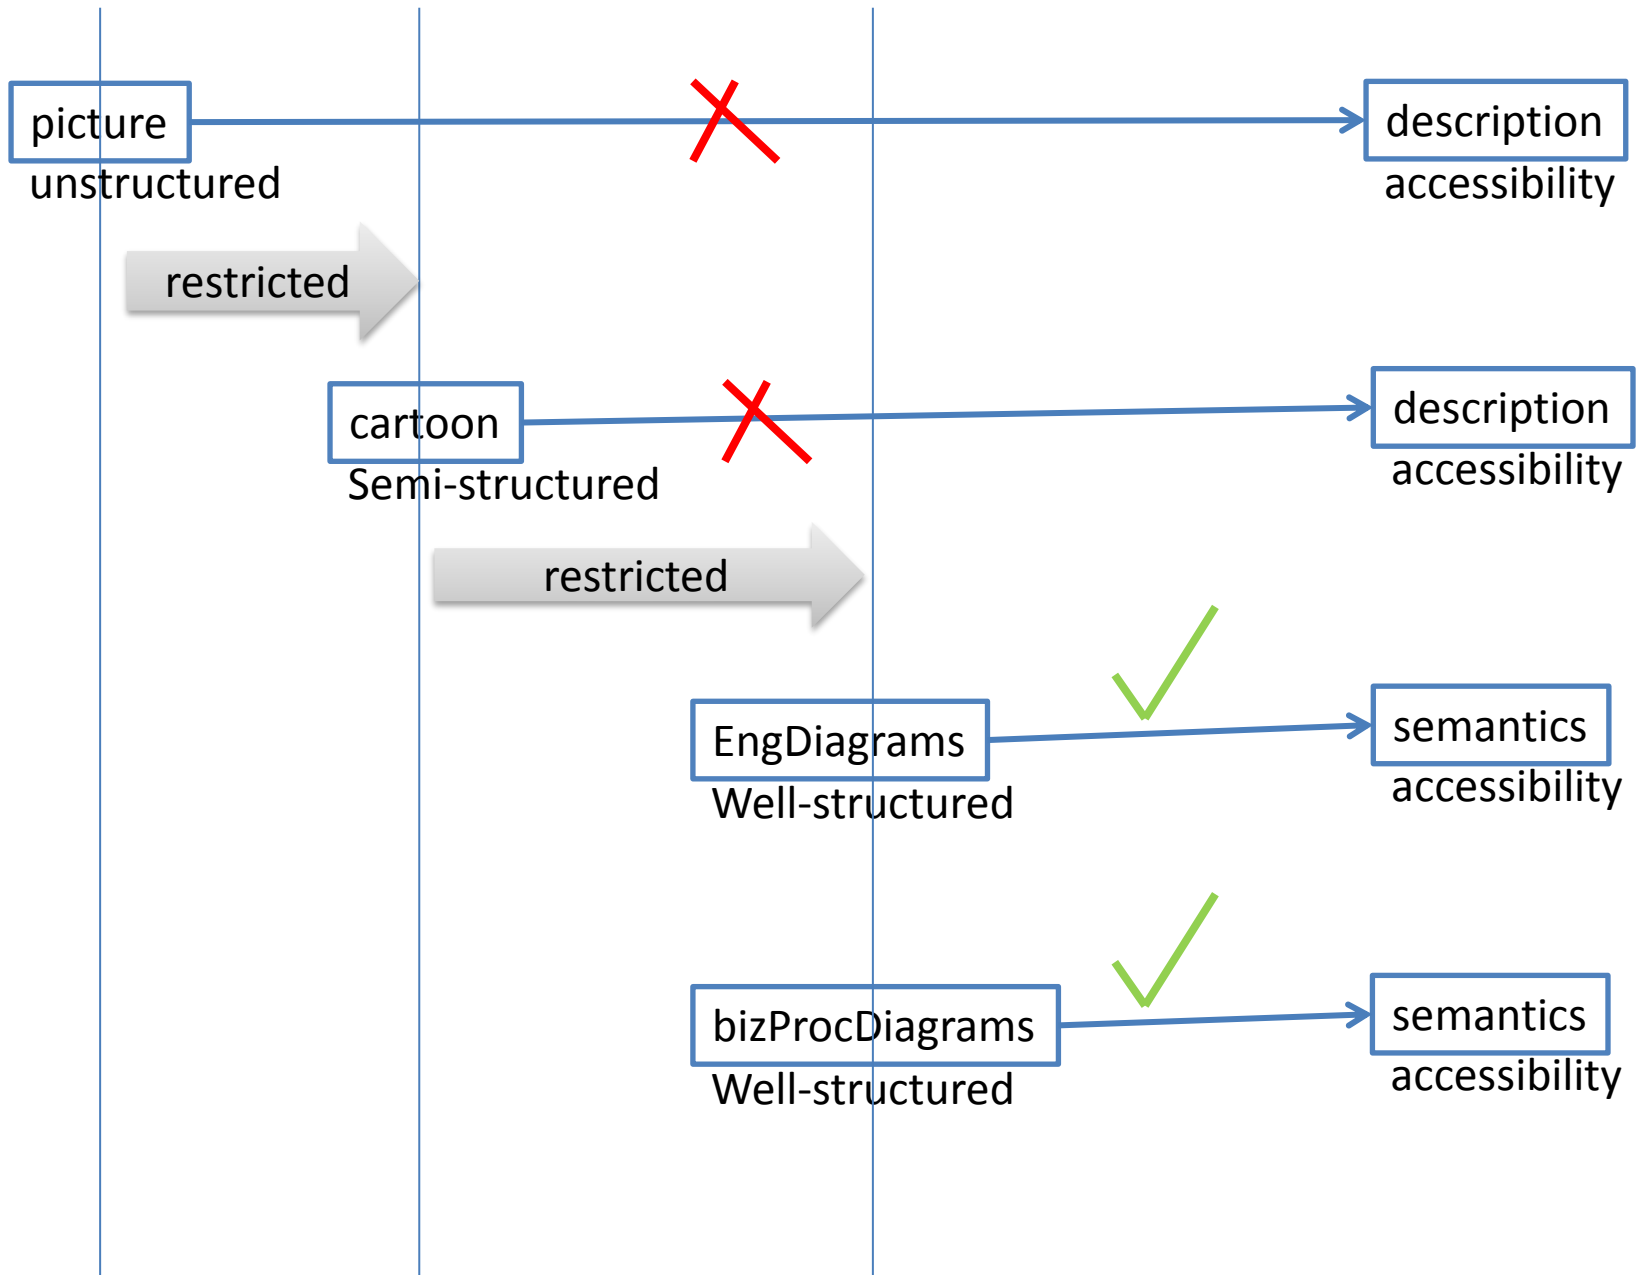 picture
description
unstructured
accessibility
restricted
cartoon
description
Semi-structured
accessibility
restricted
EngDiagrams
semantics
Well-structured
accessibility
bizProcDiagrams
semantics
Well-structured
accessibility